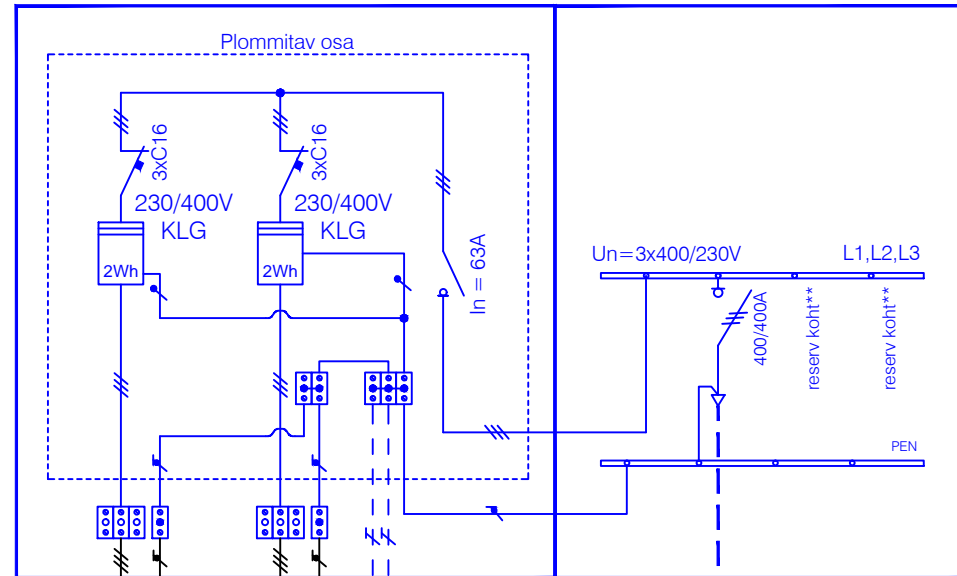 Plommitav osa
3xC16
3xC16
230/400V
KLG
230/400V
KLG
2Wh
2Wh
In = 63A
Un=3x400/230V
L1,L2,L3
400/400A
reserv koht**
reserv koht**
PEN